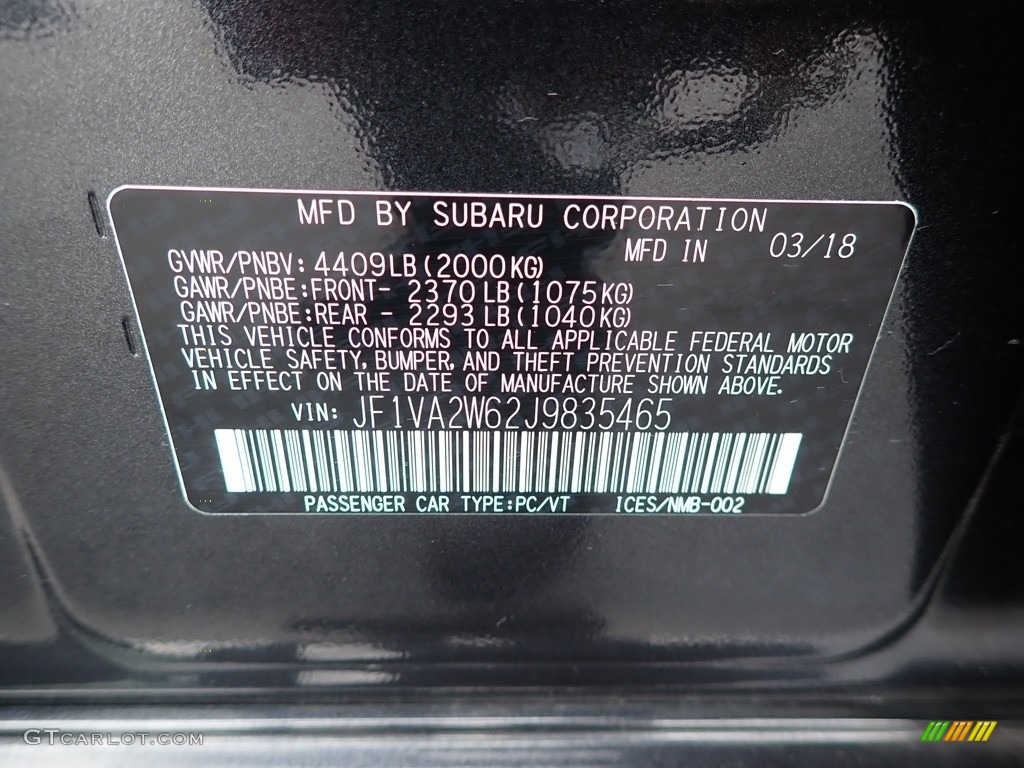 MFD BY SUBARU CORPORATION
MFD IN 03/18
GVWR/PNBV: 4409LB(2000KG)
GAWR/PNBE:FRONT- 2370LB(1075KG)
GAWR/PNBE:REAR - 2293LB(1040KG)
THIS VEHICLE CONFORMS TO ALL APPLICABLE FEDERAL MOTOR
VEHICLE SAFETY, BUMPER, AND THEFT PREVENTION STANDARDS
IN EFFECT ON THE DATE OF MANUFACTURE SHOWN ABOVE.
VIN: JF1VA2W62J9835465
PASSENGER CAR TYPE:PC/VT ICES/NMB-002
GTCARLOT.COM